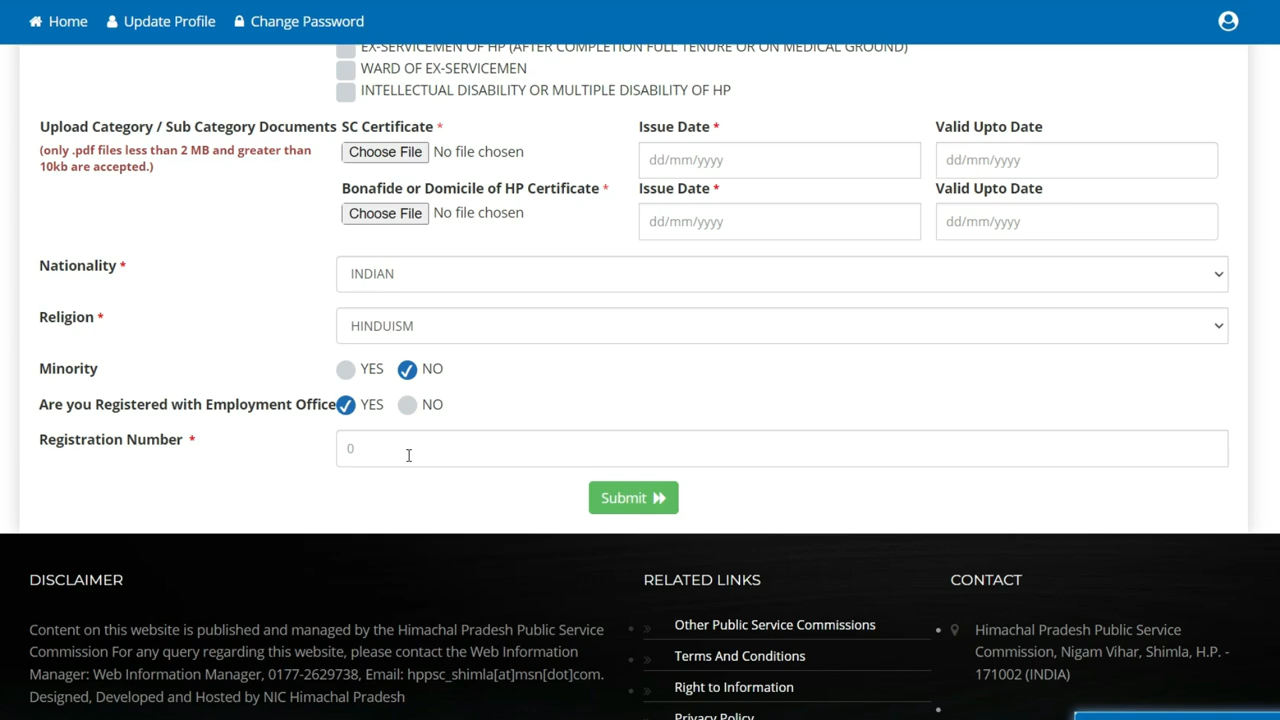 Home Update Profile Change Password
EX-SERVICEMEN OF HP (AFTER COMPLETION FULL TENURE OR ON MEDICAL GROUND)
WARD OF EX-SERVICEMEN
INTELLECTUAL DISABILITY OR MULTIPLE DISABILITY OF HP
Upload Category / Sub Category Documents
(only .pdf files less than 2 MB and greater than
10kb are accepted.)
SC Certificate * Issue Date * Valid Upto Date
Choose File No file chosen dd/mm/yyyy dd/mm/yyyy
Bonafide or Domicile of HP Certificate * Issue Date * Valid Upto Date
Choose File No file chosen dd/mm/yyyy dd/mm/yyyy
Nationality * INDIAN
Religion * HINDUISM
Minority YES NO
Are you Registered with Employment Office YES NO
Registration Number * 0
Submit
DISCLAIMER
Content on this website is published and managed by the Himachal Pradesh Public Service
Commission For any query regarding this website, please contact the Web Information
Manager: Web Information Manager, 0177-2629738, Email: hppsc_shimla[at]msn[dot]com.
Designed, Developed and Hosted by NIC Himachal Pradesh
RELATED LINKS
Other Public Service Commissions
Terms And Conditions
Right to Information
Privacy Policy
CONTACT
Himachal Pradesh Public Service
Commission, Nigam Vihar, Shimla, H.P. -
171002 (INDIA)